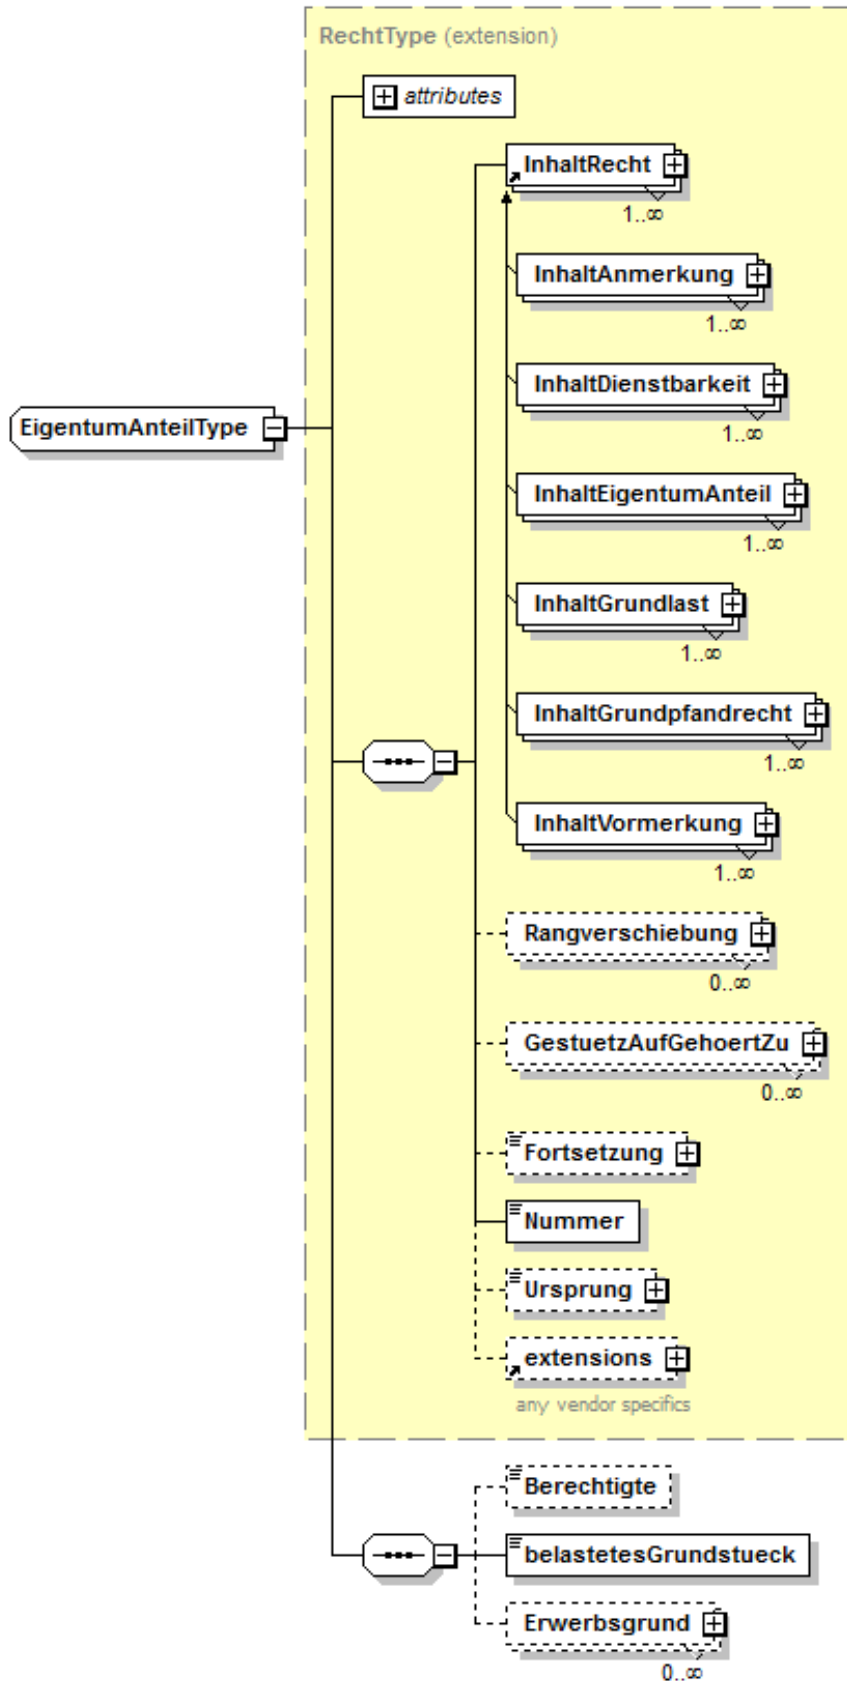 RechtType (extension)
attributes
InhaltRecht
1..∞
InhaltAnmerkung
1..∞
InhaltDienstbarkeit
1..∞
EigentumAnteilType
InhaltEigentumAnteil
1..∞
InhaltGrundlast
1..∞
InhaltGrundpfandrecht
1..∞
InhaltVormerkung
1..∞
Rangverschiebung
0..∞
GestuetzAufGehoertZu
0..∞
Fortsetzung
Nummer
Ursprung
extensions
any vendor specifics
Berechtigte
belastetesGrundstueck
Erwerbsgrund
0..∞